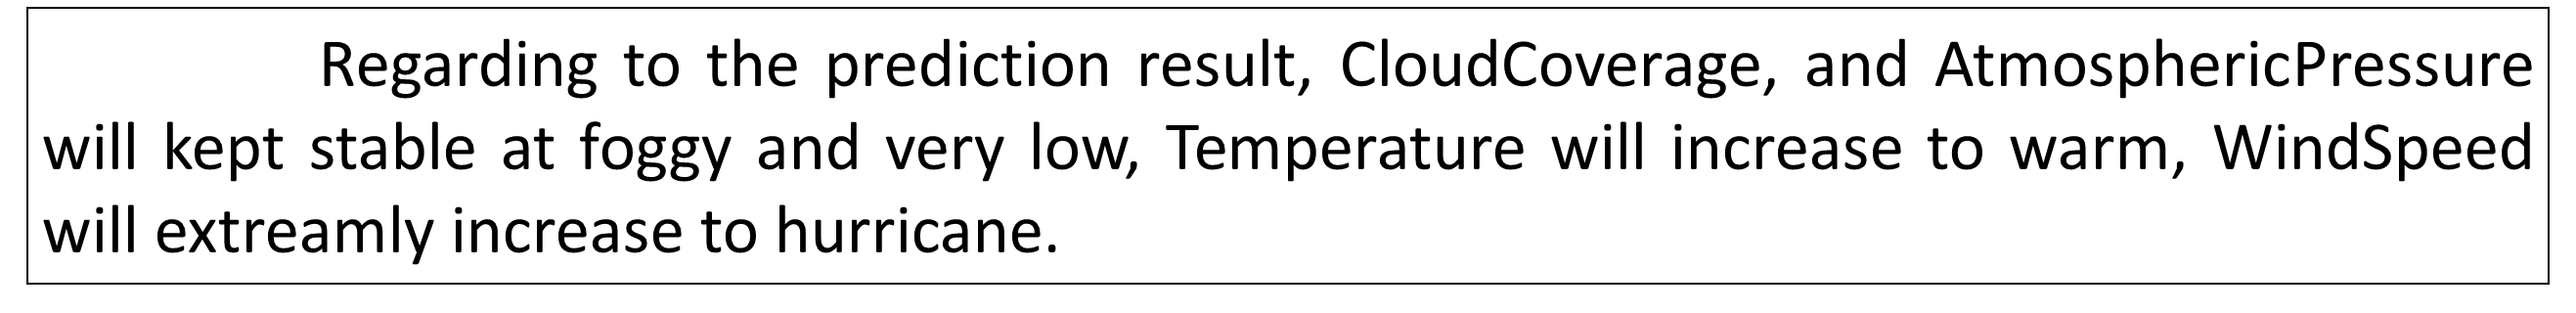 Regarding to the prediction result, CloudCoverage, and AtmosphericPressure
will kept stable at foggy and very low, Temperature will increase to warm, WindSpeed
will extreamly increase to hurricane.